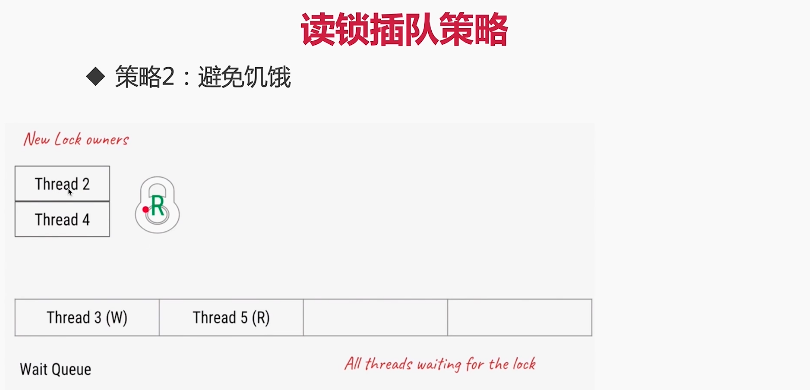 读锁插队策略
◆ 策略2：避免饥饿
New Lock owners
Thread 2
R
Thread 4
Thread 3 (W) Thread 5 (R)
Wait Queue
All threads waiting for the lock